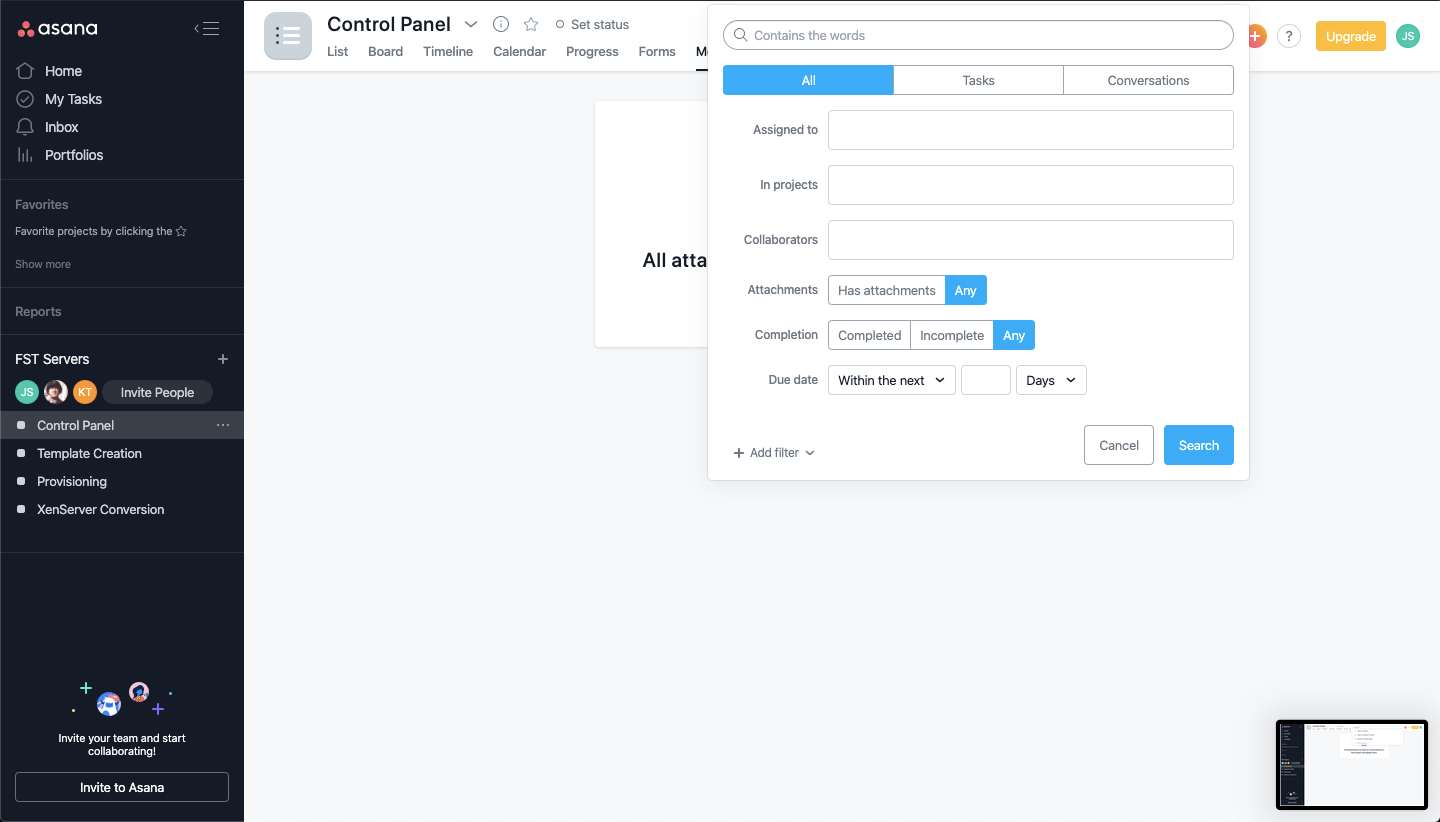 asana
Home
My Tasks
Inbox
Portfolios
Favorites
Favorite projects by clicking the
Show more
Reports
FST Servers
JS KT Invite People
Control Panel
Template Creation
Provisioning
XenServer Conversion
Invite your team and start
collaborating!
Invite to Asana
Control Panel Set status
List Board Timeline Calendar Progress Forms
All atta
Contains the words
All Tasks Conversations
Assigned to
In projects
Collaborators
Attachments Has attachments Any
Completion Completed Incomplete Any
Due date Within the next Days
+ Add filter Cancel Search
+ ? Upgrade JS